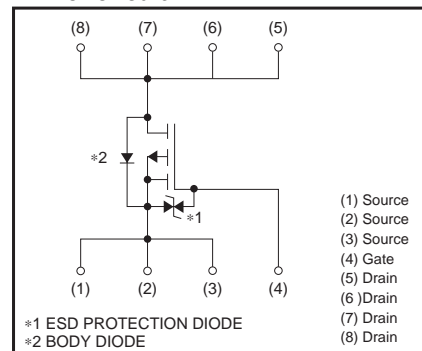 (8) (7) (6) (5)
∗2
∗1
(1) Source
(2) Source
(3) Source
(4) Gate
(5) Drain
(6 )Drain
(7) Drain
(8) Drain
(1) (2) (3) (4)
∗1 ESD PROTECTION DIODE
∗2 BODY DIODE